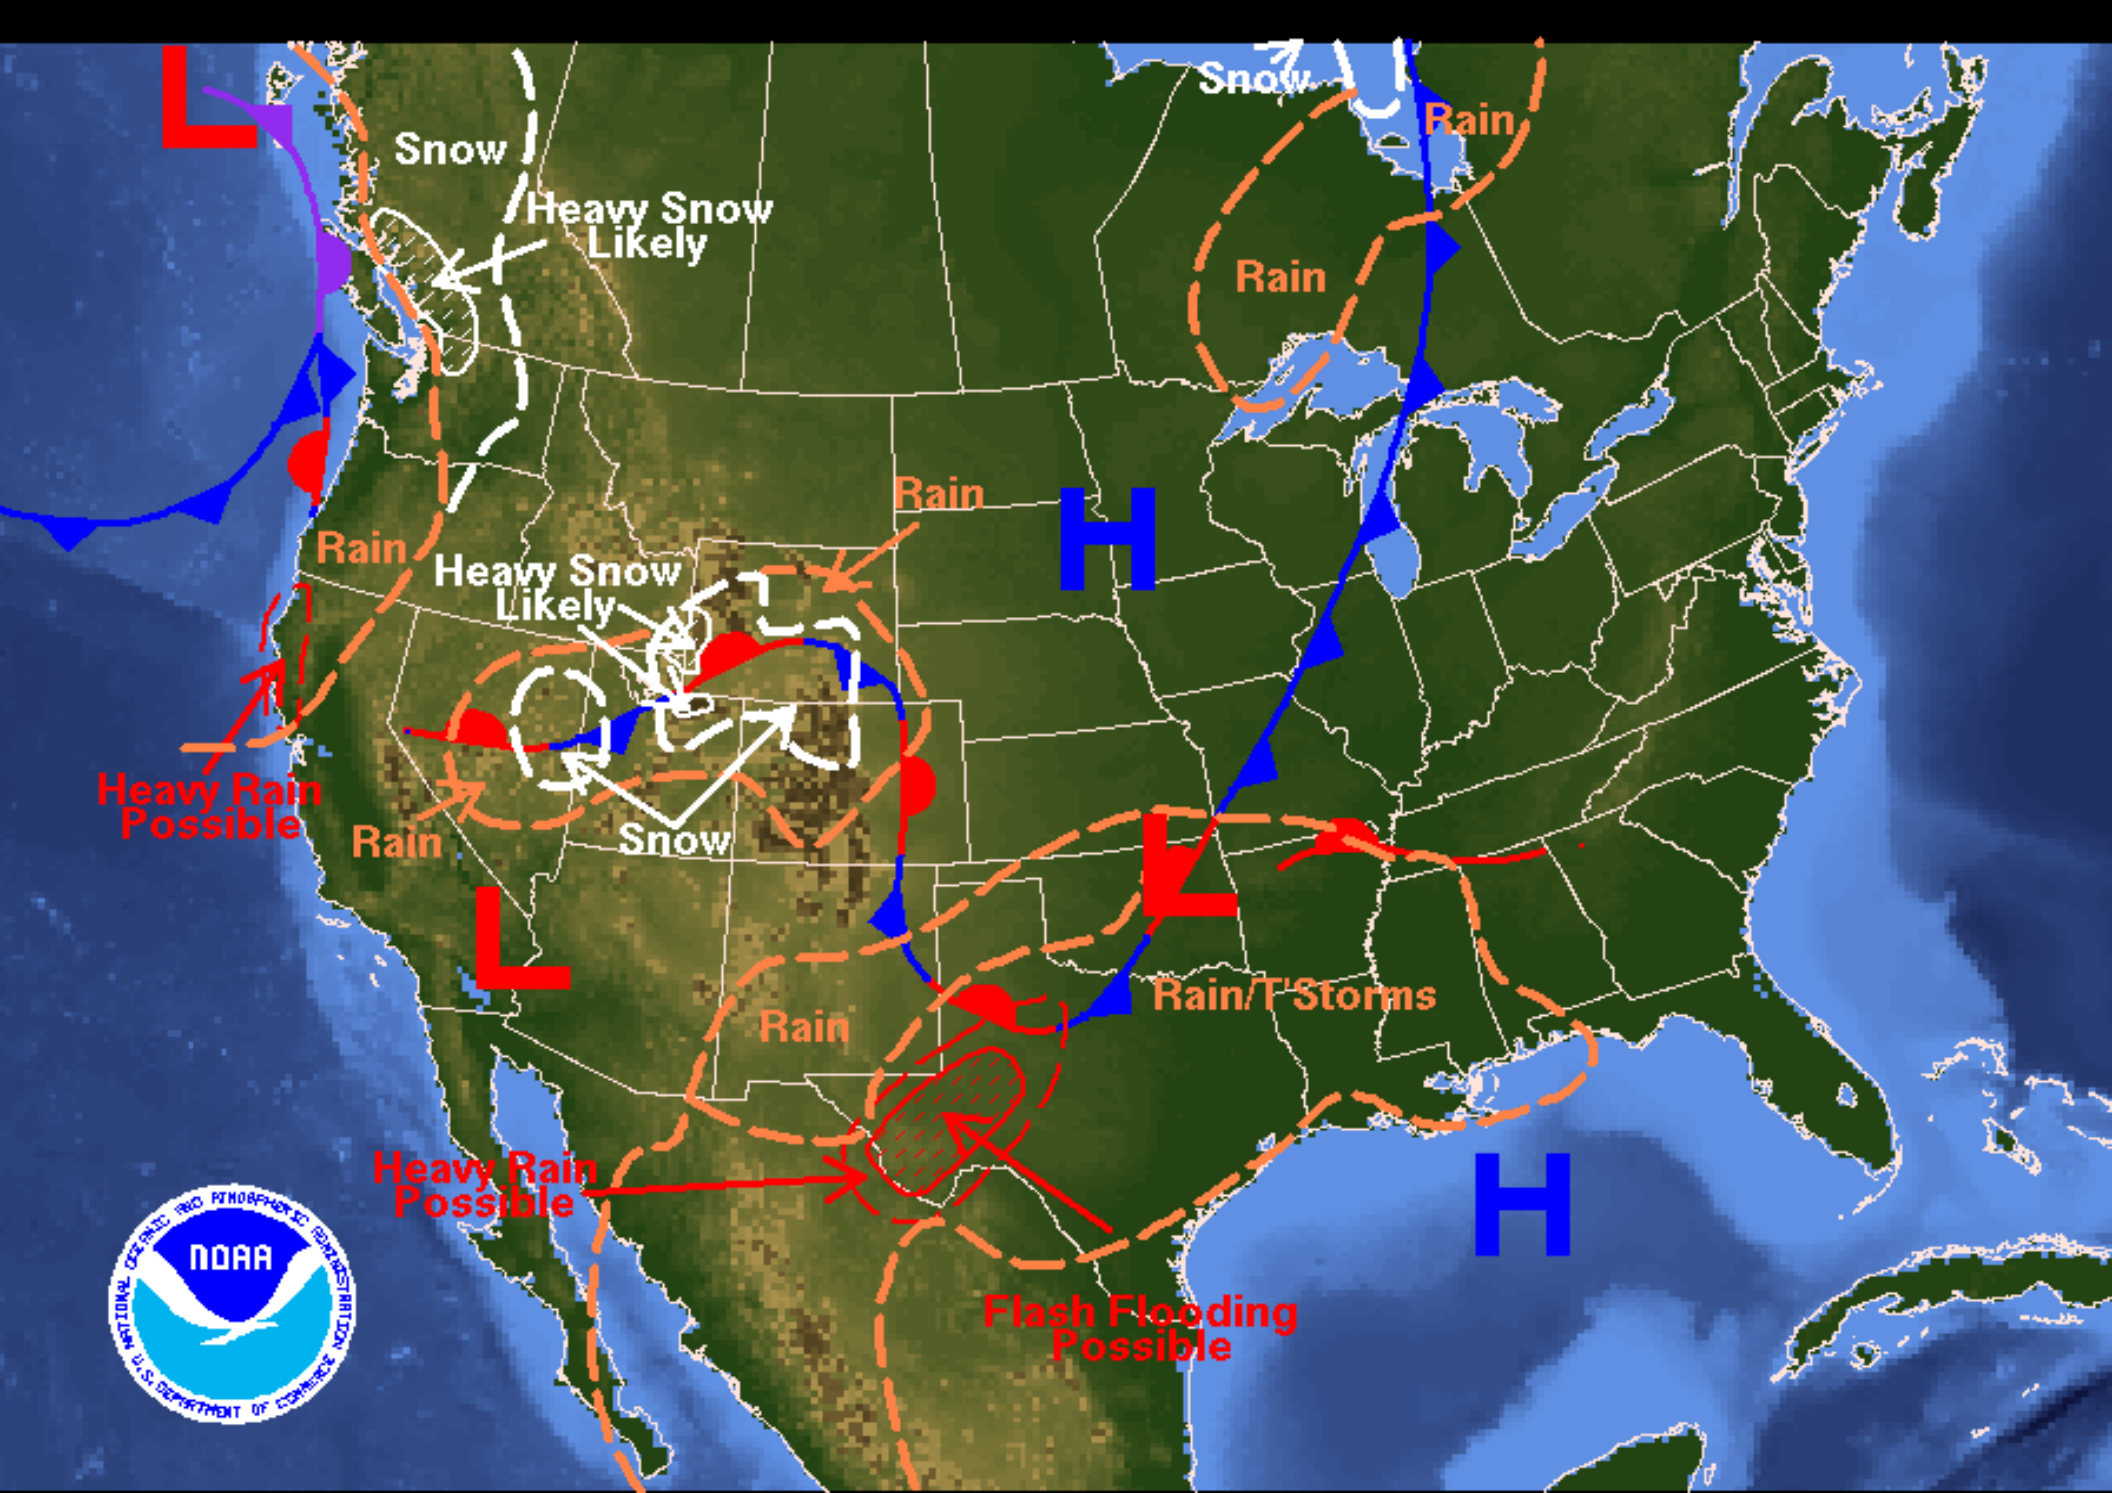 L
Snow
Rain
Snow
Heavy Snow
Likely
Rain
Rain
H
Rain
Heavy Snow
Likely
Heavy Rain
Possible
Rain
Snow
L
L
Rain/T'Storms
Rain
Heavy Rain
Possible
H
Flash Flooding
Possible
NATIONAL OCEANIC AND ATMOSPHERIC ADMINISTRATION
NOAA
U.S. DEPARTMENT OF COMMERCE